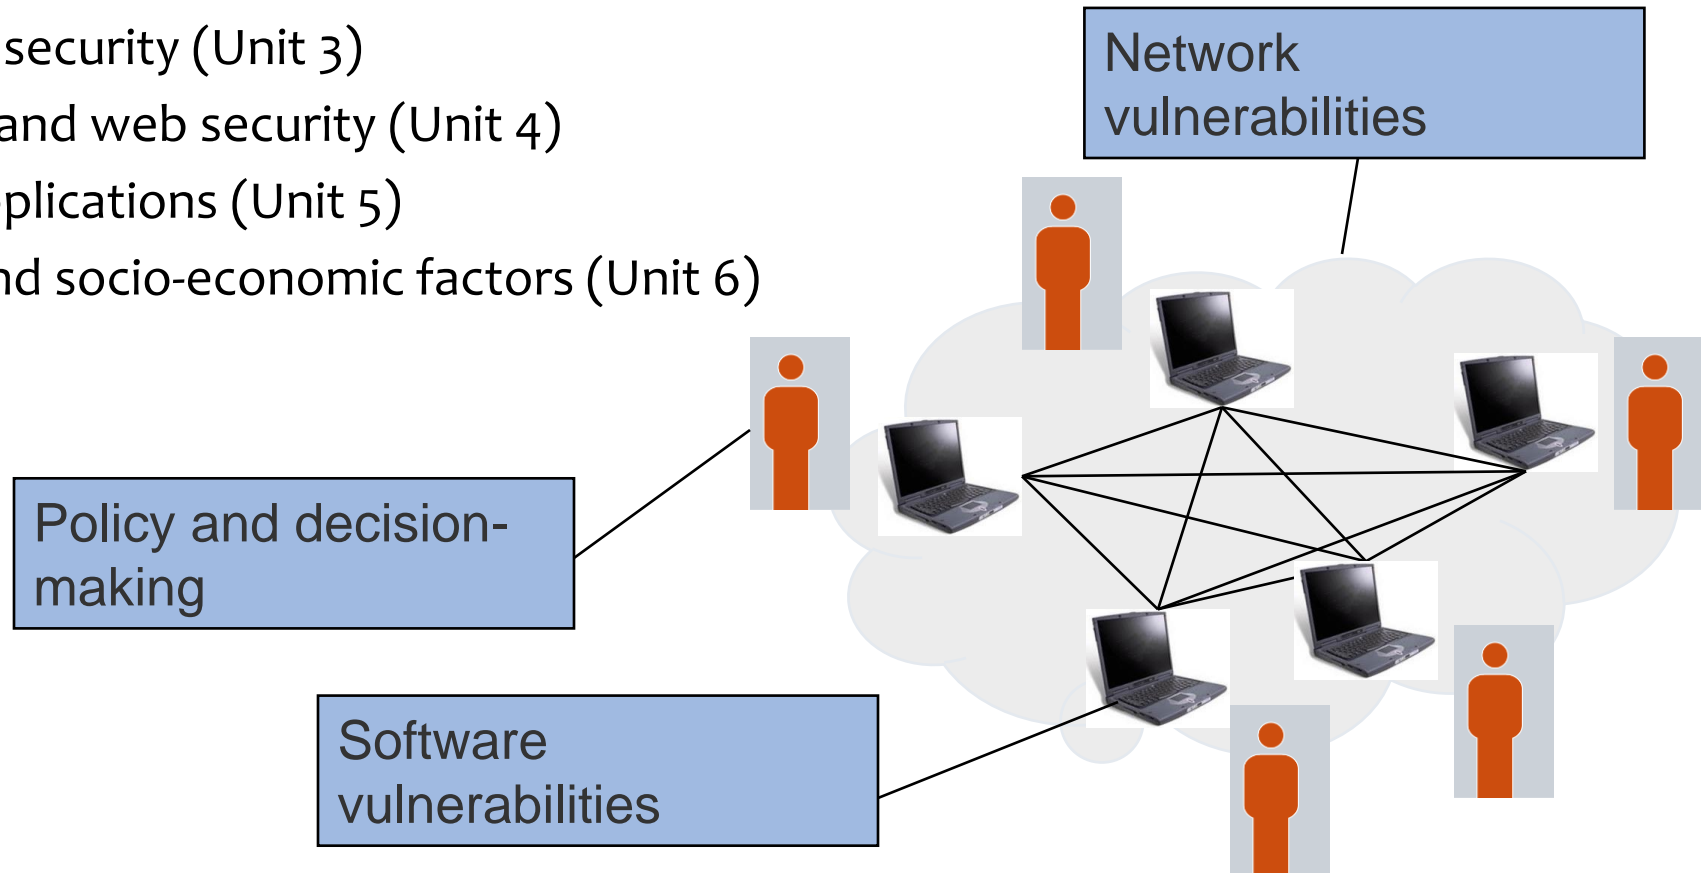 security (Unit 3)
and web security (Unit 4)
plications (Unit 5)
nd socio-economic factors (Unit 6)
Network
vulnerabilities
Policy and decision-
making
Software
vulnerabilities